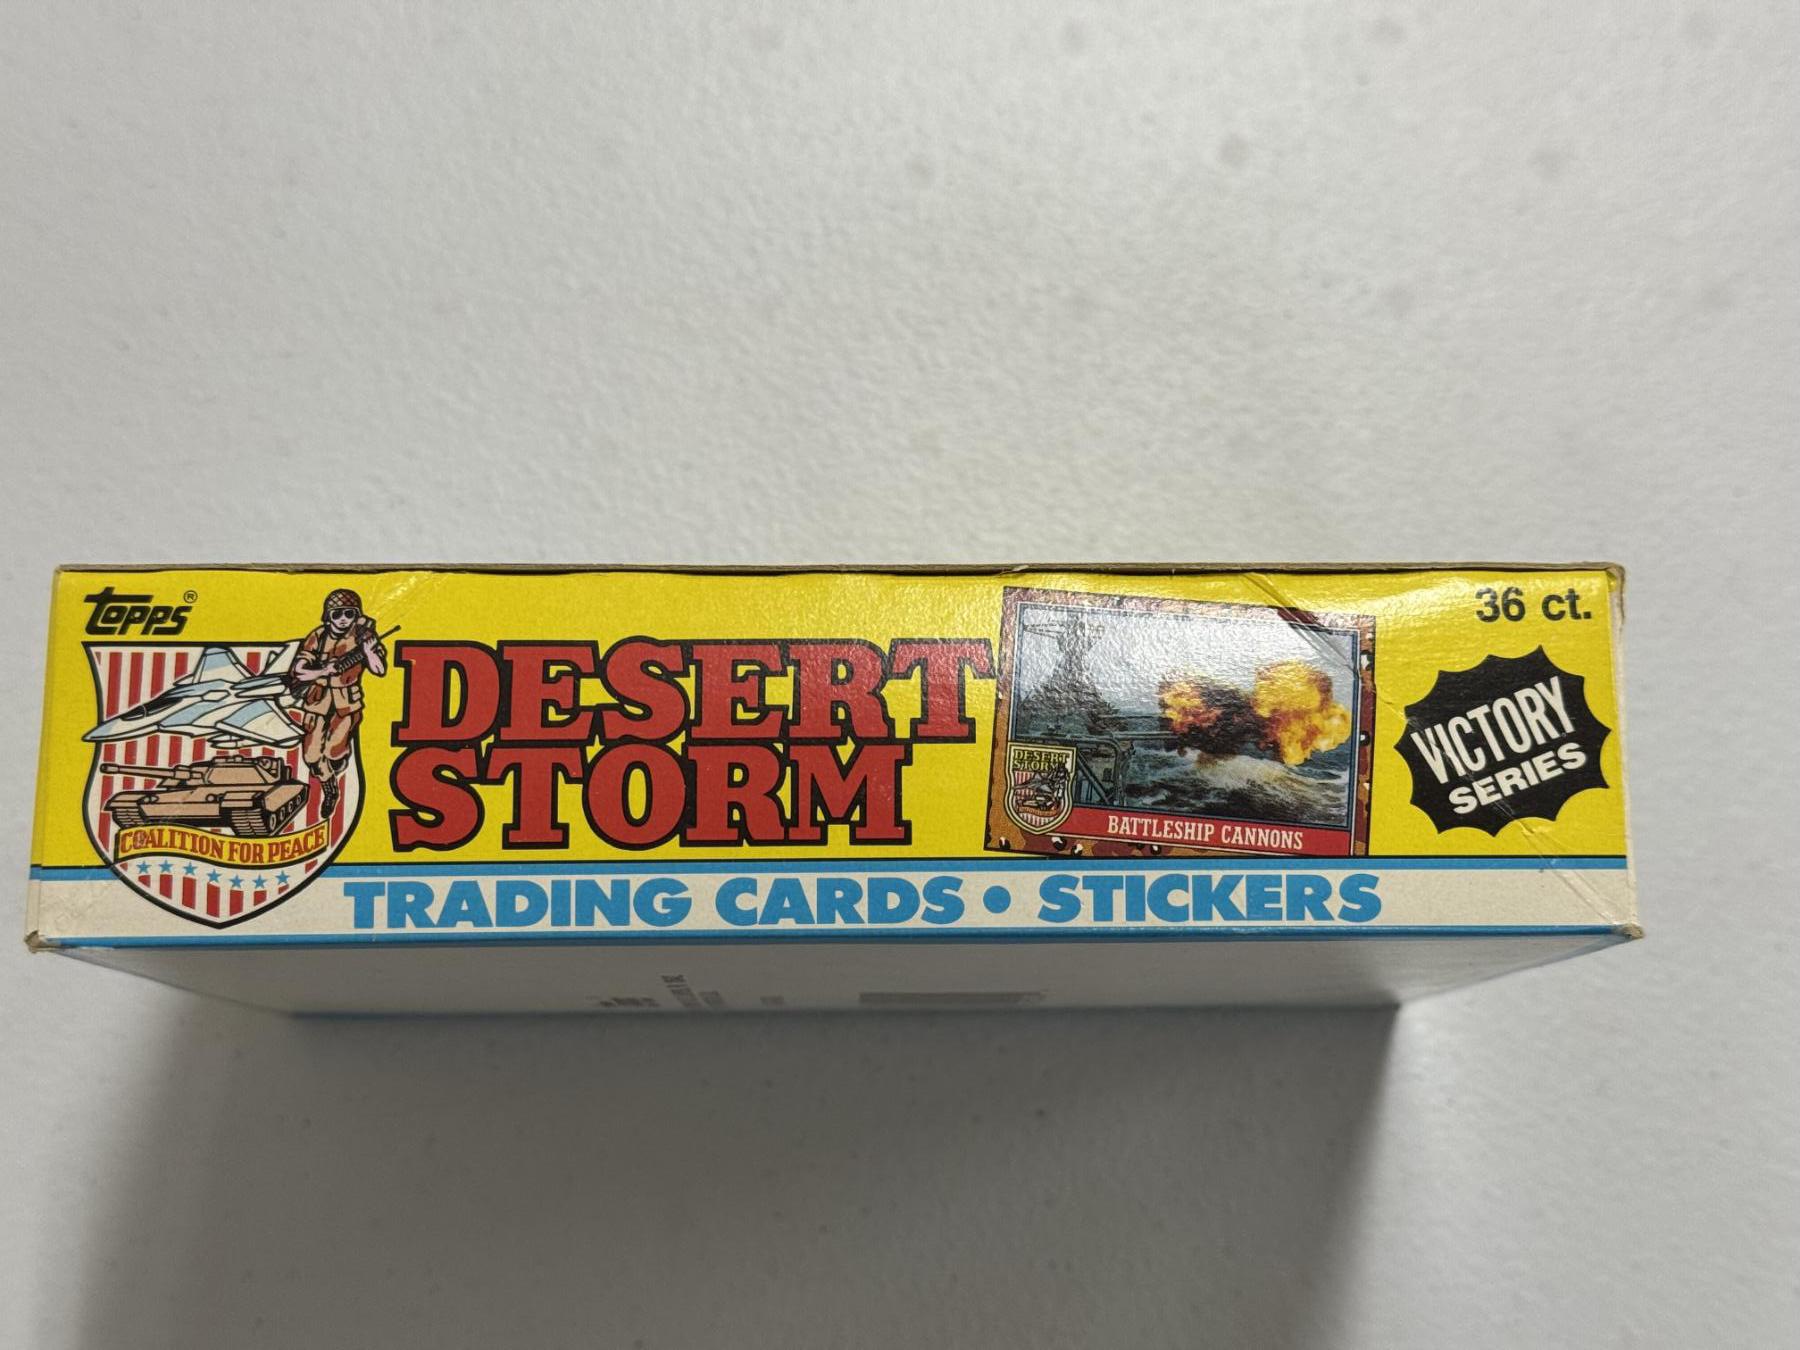 TOPPS®
36 ct.
DESERT
STORM
VICTORY
SERIES
DESERT
STORM
BATTLESHIP CANNONS
COALITION FOR PEACE
TRADING CARDS • STICKERS